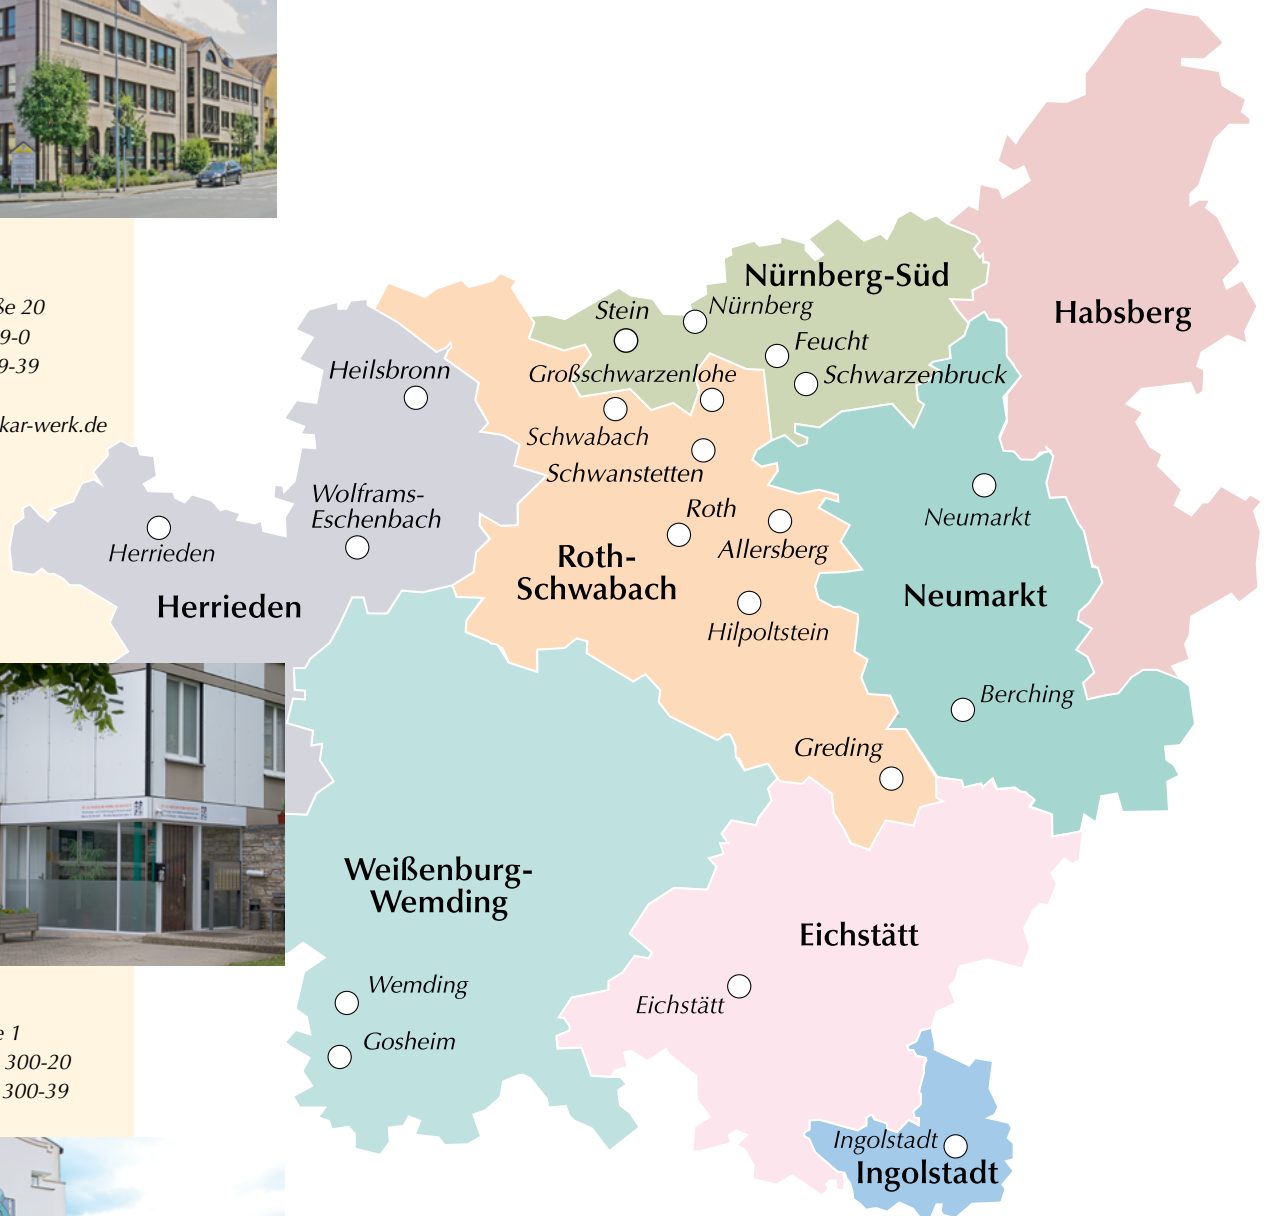 ße 20
9-0
9-39
kar-werk.de
e 1
300-20
300-39
Nürnberg-Süd
Habsberg
Stein
Nürnberg
Feucht
Heilsbronn
Großschwarzenlohe
Schwarzenbruck
Schwabach
Schwanstetten
Wolframs-
Eschenbach
Roth
Neumarkt
Herrieden
Allersberg
Roth-
Schwabach
Herrieden
Neumarkt
Hilpoltstein
Berching
Greding
Weißenburg-
Wemding
Eichstätt
Wemding
Eichstätt
Gosheim
Ingolstadt
Ingolstadt